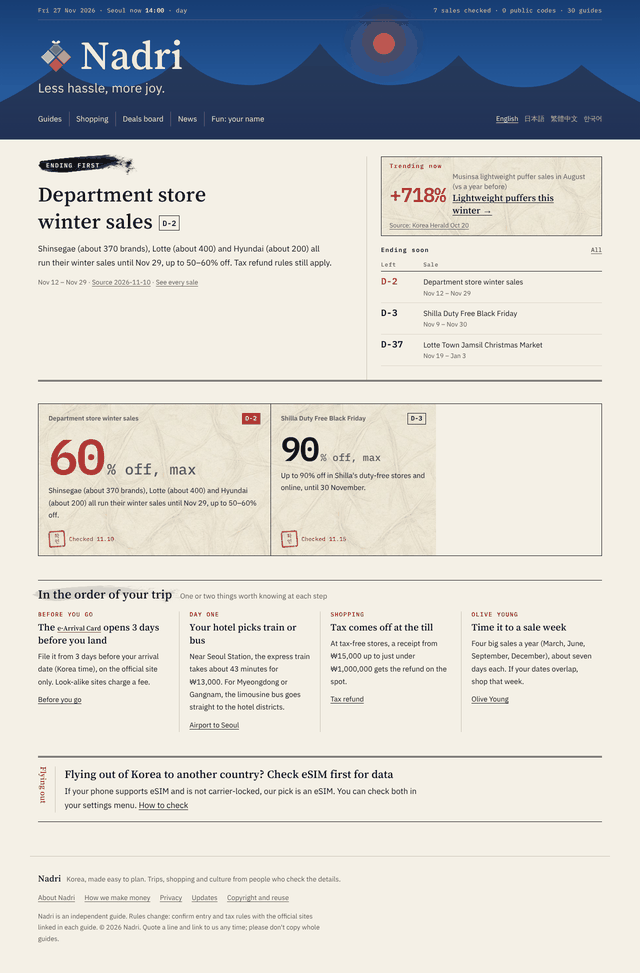 Fri 27 Nov 2026 · Seoul now 14:00 · day
7 sales checked · 0 public codes · 30 guides
Nadri
Less hassle, more joy.
Guides
Shopping
Deals board
News
Fun: your name
English
日本語
繁體中文
한국어
ENDING FIRST
Department store
winter sales D-2
Shinsegae (about 370 brands), Lotte (about 400) and Hyundai (about 200) all
run their winter sales until Nov 29, up to 50–60% off. Tax refund rules still apply.
Nov 12 – Nov 29 · Source 2026-11-10 · See every sale
Trending now
+718%
Musinsa lightweight puffer sales in August
(vs a year before)
Lightweight puffers this
winter →
Source: Korea Herald Oct 20
Ending soon
All
Left
Sale
D-2
Department store winter sales
Nov 12 – Nov 29
D-3
Shilla Duty Free Black Friday
Nov 9 – Nov 30
D-37
Lotte Town Jamsil Christmas Market
Nov 19 – Jan 3
Department store winter sales
D-2
60% off, max
Shinsegae (about 370 brands), Lotte (about 400) and Hyundai
(about 200) all run their winter sales until Nov 29, up to 50–60%
off.
확인
Checked 11.10
Shilla Duty Free Black Friday
D-3
90% off, max
Up to 90% off in Shilla's duty-free stores and
online, until 30 November.
확인
Checked 11.15
In the order of your trip
One or two things worth knowing at each step
BEFORE YOU GO
The e-Arrival Card opens 3 days
before you land
File it from 3 days before your arrival
date (Korea time), on the official site
only. Look-alike sites charge a fee.
Before you go
DAY ONE
Your hotel picks train or
bus
Near Seoul Station, the express train
takes about 43 minutes for
₩13,000. For Myeongdong or
Gangnam, the limousine bus goes
straight to the hotel districts.
Airport to Seoul
SHOPPING
Tax comes off at the till
At tax-free stores, a receipt from
₩15,000 up to just under
₩1,000,000 gets the refund on the
spot.
Tax refund
OLIVE YOUNG
Time it to a sale week
Four big sales a year (March, June,
September, December), about seven
days each. If your dates overlap,
shop that week.
Olive Young
Flying out
Flying out of Korea to another country? Check eSIM first for data
If your phone supports eSIM and is not carrier-locked, our pick is an eSIM. You can check both in
your settings menu. How to check
Nadri Korea, made easy to plan. Trips, shopping and culture from people who check the details.
About Nadri
How we make money
Privacy
Updates
Copyright and reuse
Nadri is an independent guide. Rules change: confirm entry and tax rules with the official sites
linked in each guide. © 2026 Nadri. Quote a line and link to us any time; please don't copy whole
guides.